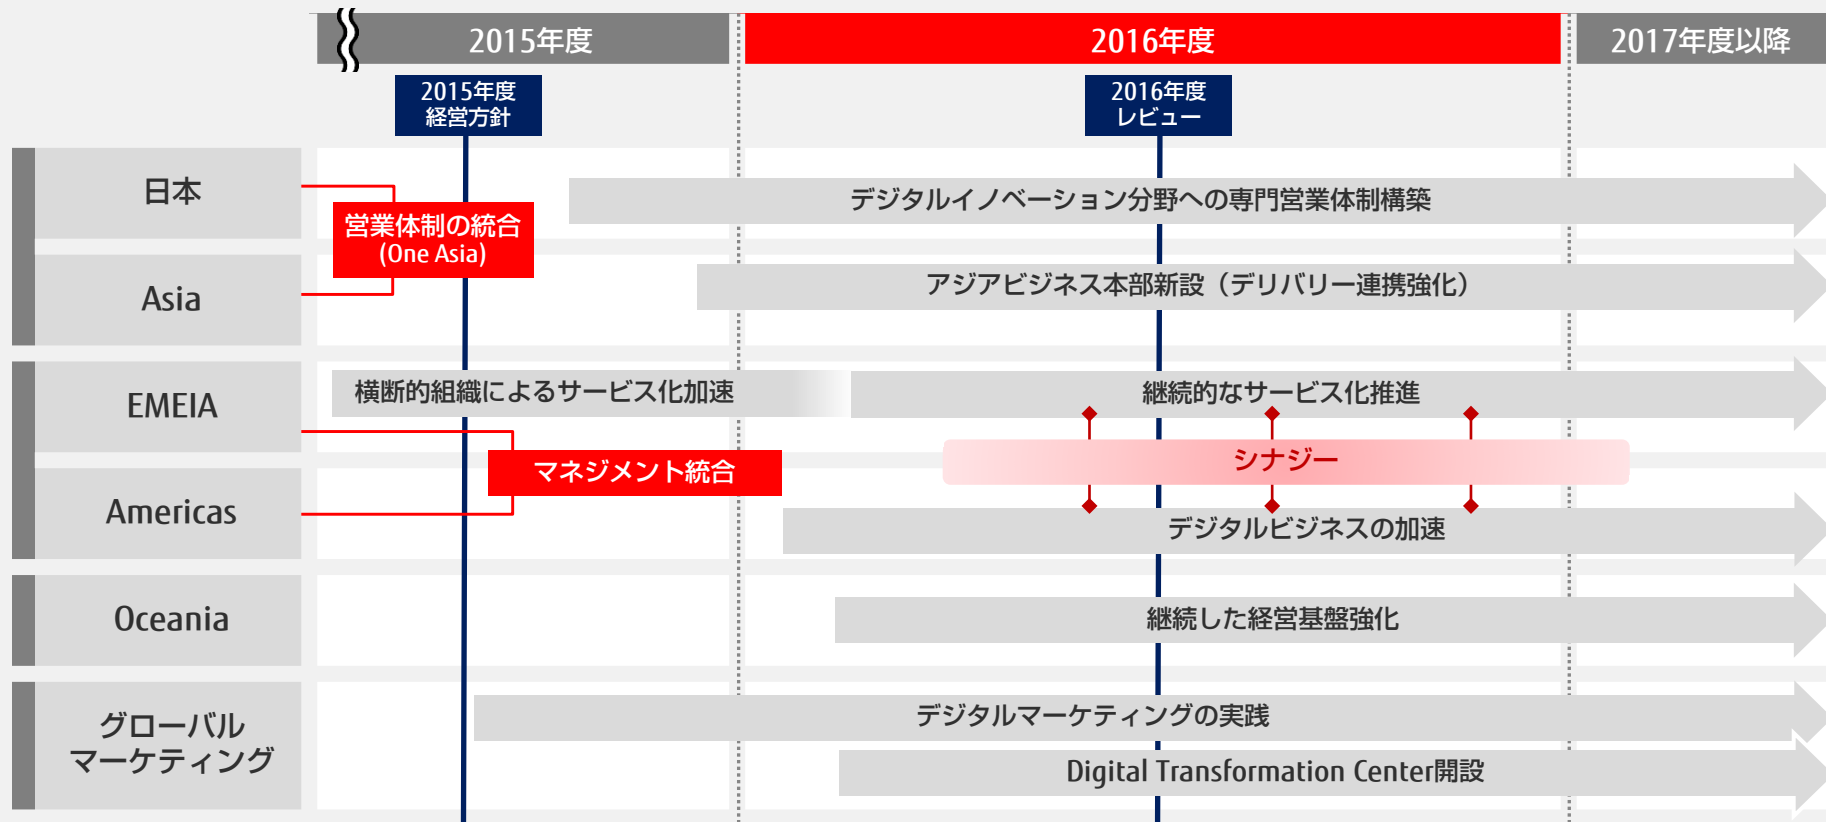 2015年度
2016年度
2017年度以降
2015年度
経営方針
2016年度
レビュー
日本
営業体制の統合
(One Asia)
デジタルイノベーション分野への専門営業体制構築
Asia
アジアビジネス本部新設（デリバリー連携強化）
EMEIA
横断的組織によるサービス化加速
継続的なサービス化推進
マネジメント統合
シナジー
Americas
デジタルビジネスの加速
Oceania
継続した経営基盤強化
グローバル
マーケティング
デジタルマーケティングの実践
Digital Transformation Center開設